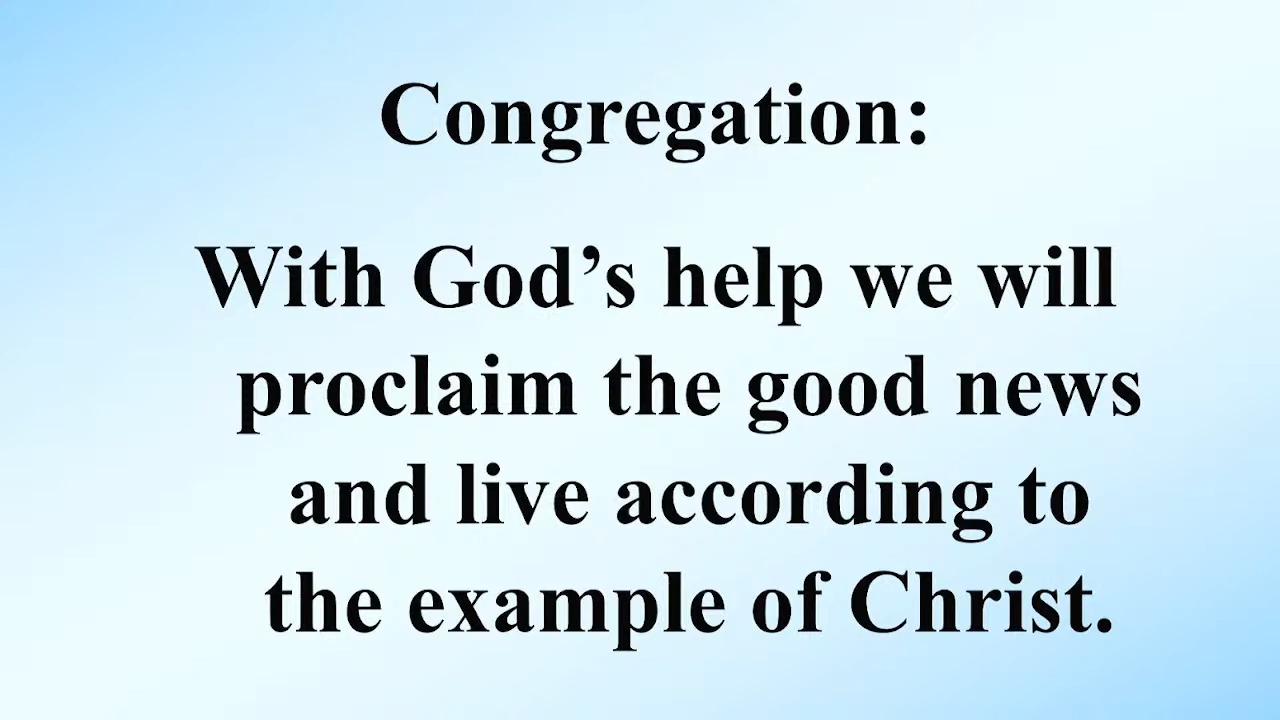 Congregation:
With God’s help we will
proclaim the good news
and live according to
the example of Christ.